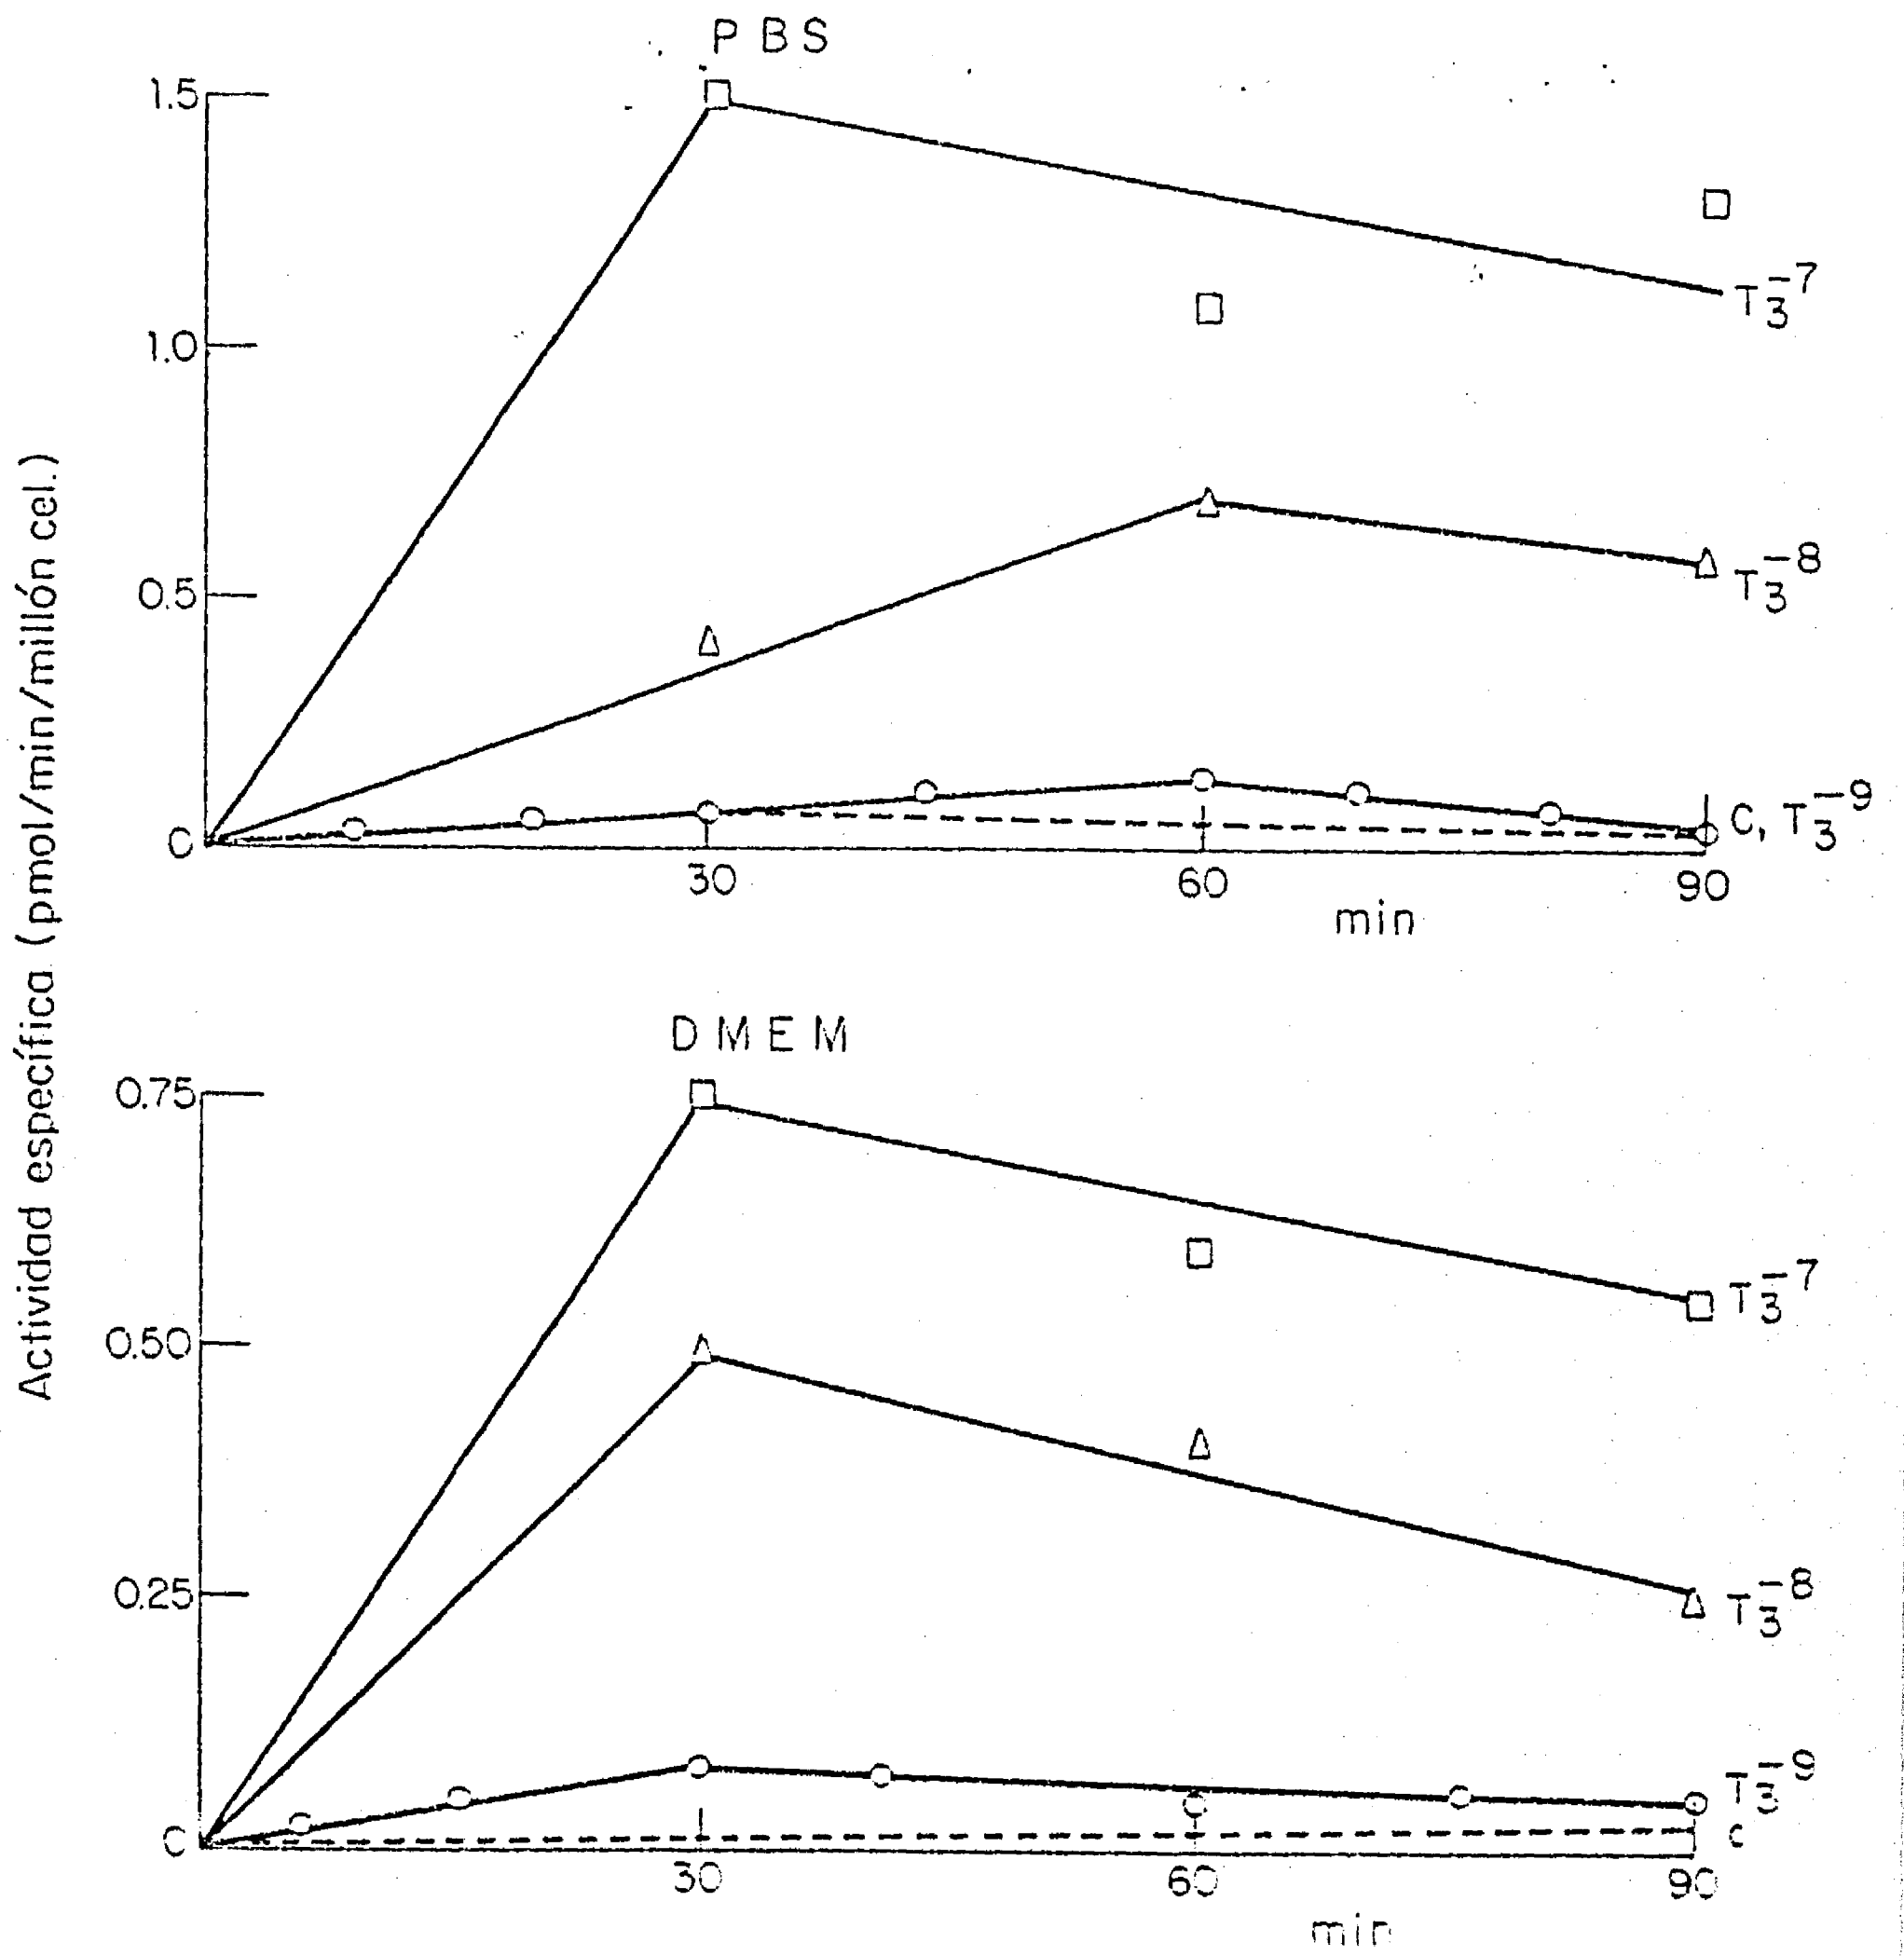 PBS
1.5
1.0
0.5
0
30
60
90
min
T3-7
T3-8
C, T3-9
Actividad específica (pmol/min/millón cel.)
DMEM
0.75
0.50
0.25
0
30
60
90
min
T3-7
T3-8
T3-9
c